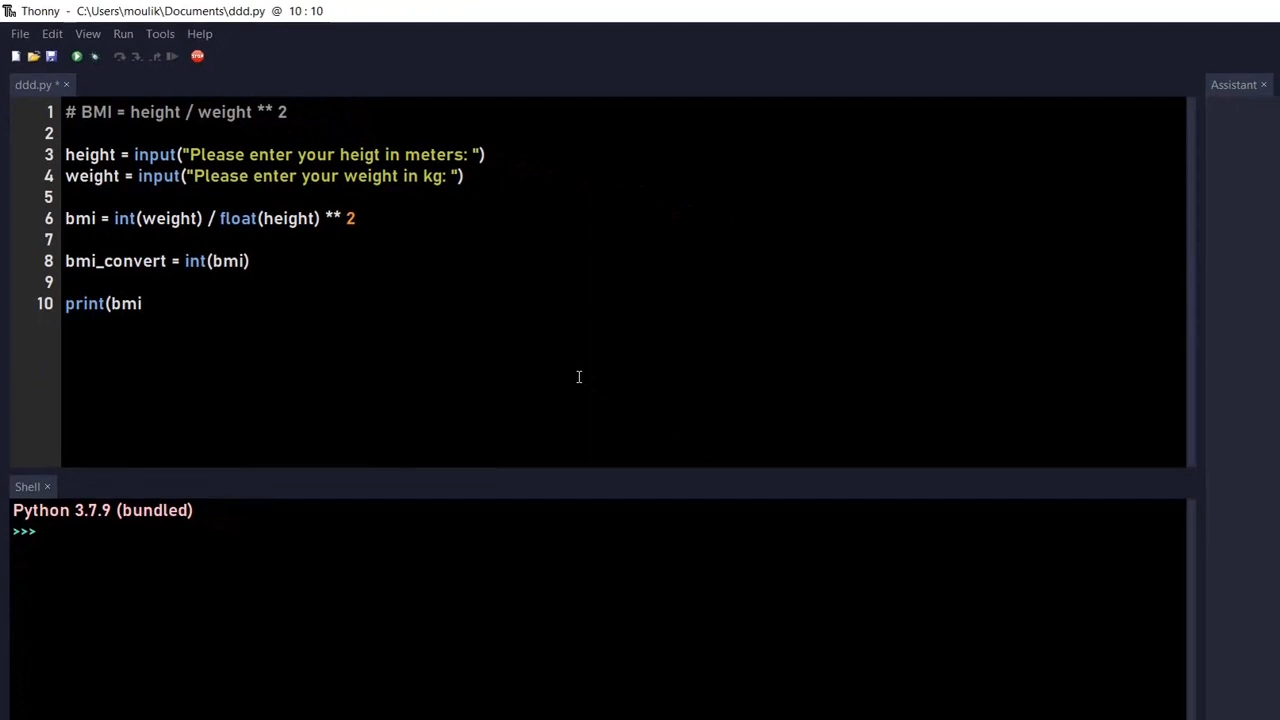 Thonny - C:\Users\moulik\Documents\ddd.py @ 10 : 10
File Edit View Run Tools Help
STOP
ddd.py * ×
Assistant ×
1 # BMI = height / weight ** 2
2
3 height = input("Please enter your heigt in meters: ")
4 weight = input("Please enter your weight in kg: ")
5
6 bmi = int(weight) / float(height) ** 2
7
8 bmi_convert = int(bmi)
9
10 print(bmi
Shell ×
Python 3.7.9 (bundled)
>>>